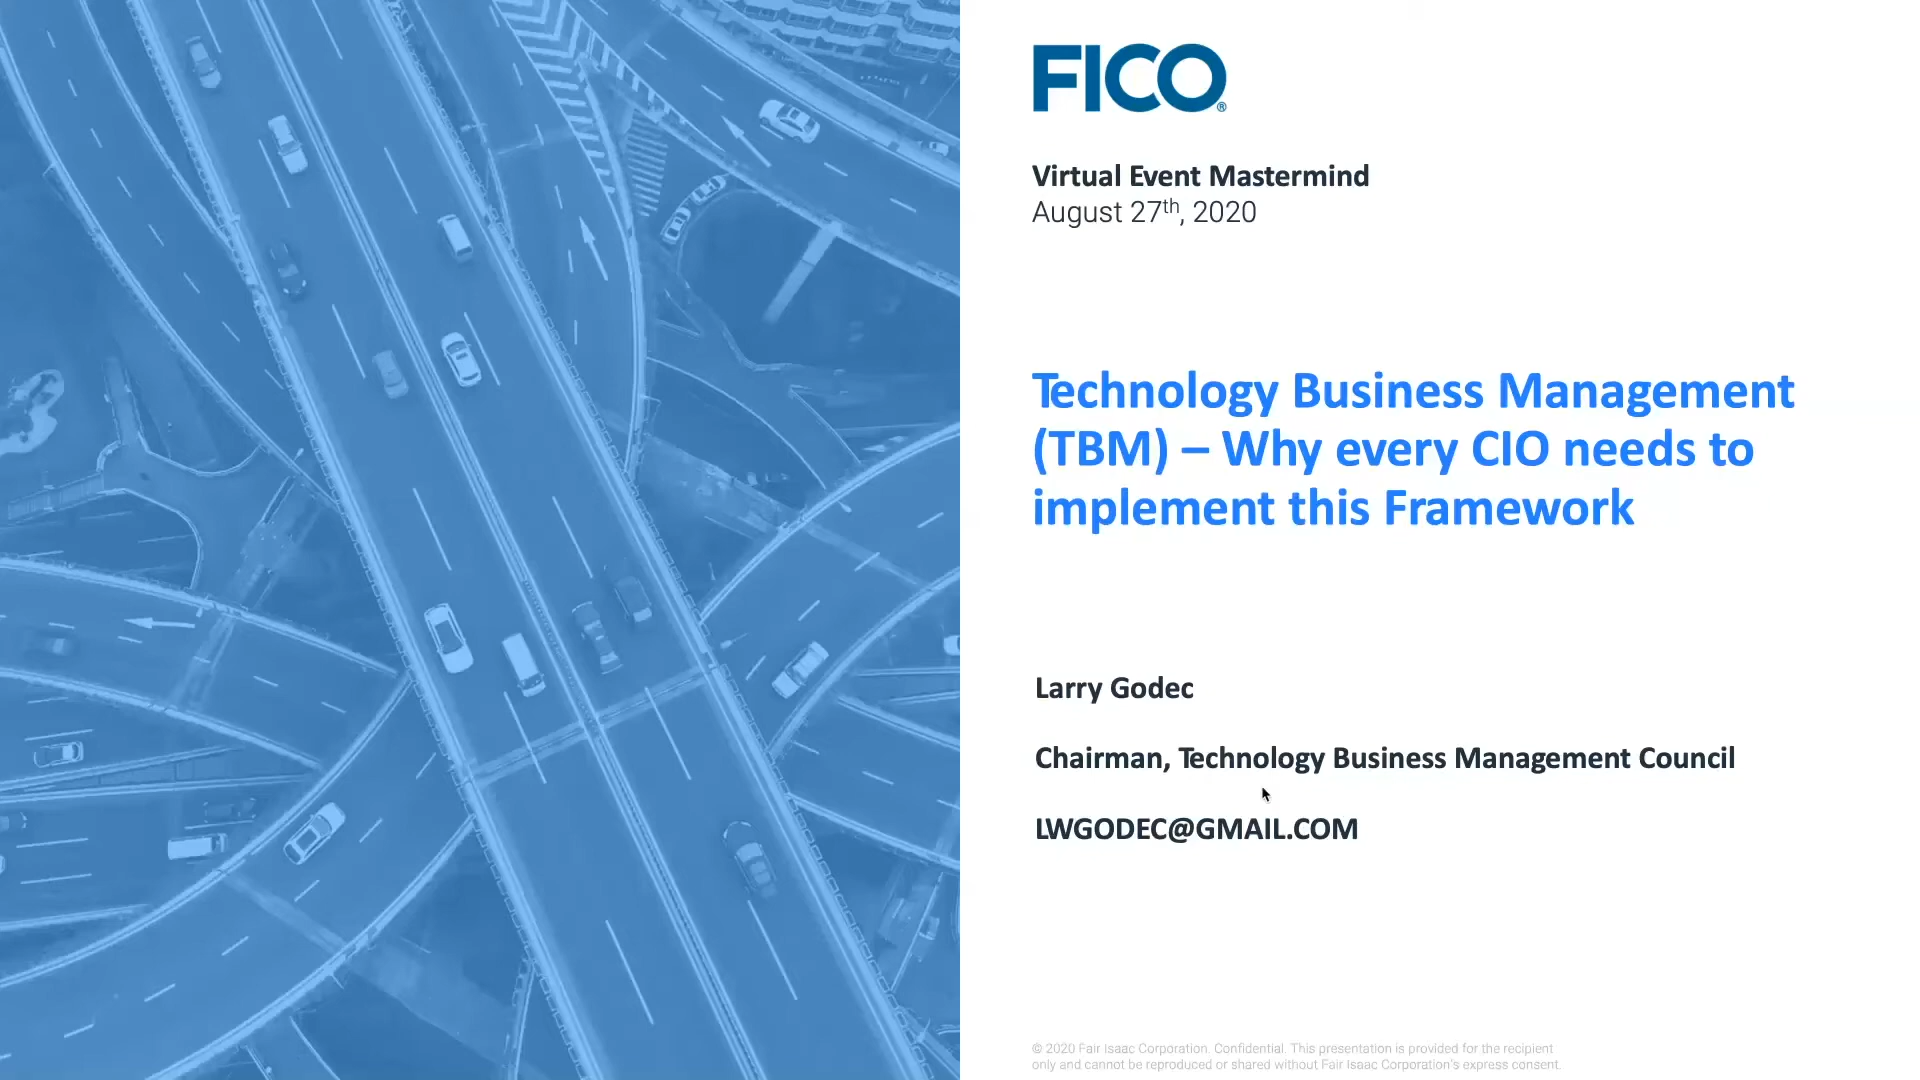 FICO®
Virtual Event Mastermind
August 27th, 2020
Technology Business Management
(TBM) – Why every CIO needs to
implement this Framework
Larry Godec
Chairman, Technology Business Management Council
LWGODEC@GMAIL.COM
© 2020 Fair Isaac Corporation. Confidential. This presentation is provided for the recipient
only and cannot be reproduced or shared without Fair Isaac Corporation's express consent.